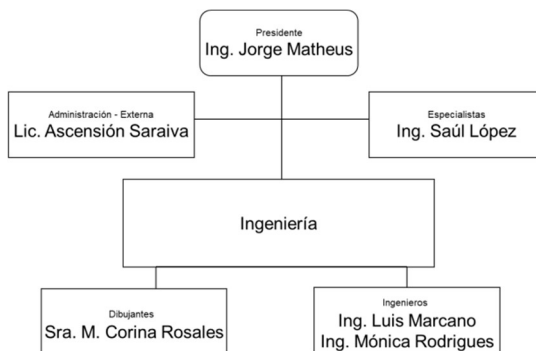 Presidente
Ing. Jorge Matheus
Administración - Externa
Lic. Ascensión Saraiva
Especialistas
Ing. Saúl López
Ingeniería
Dibujantes
Sra. M. Corina Rosales
Ingenieros
Ing. Luis Marcano
Ing. Mónica Rodrigues